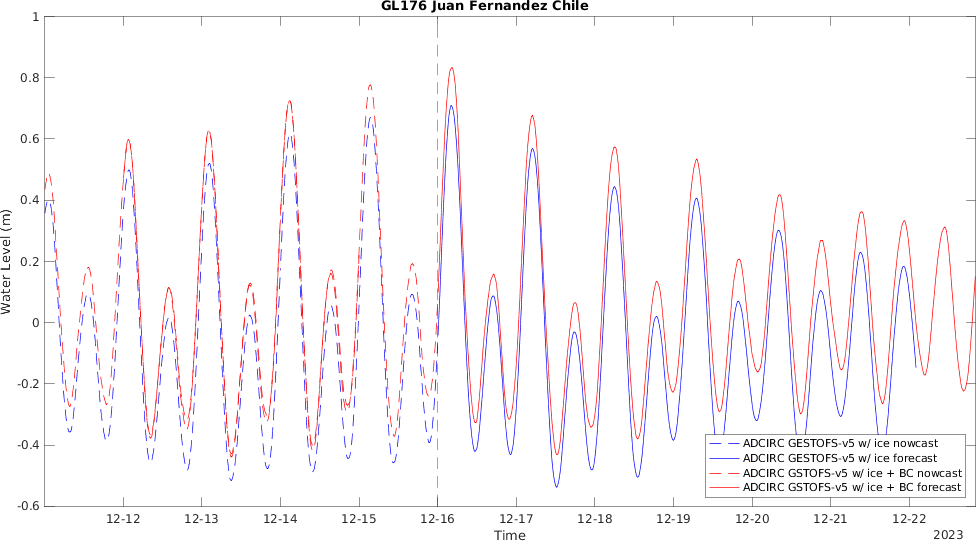 GL176 Juan Fernandez Chile
Water Level (m)
1
0.8
0.6
0.4
0.2
0
-0.2
-0.4
-0.6
12-12 12-13 12-14 12-15 12-16 12-17 12-18 12-19 12-20 12-21 12-22
Time
2023
ADCIRC GESTOFS-v5 w/ ice nowcast
ADCIRC GESTOFS-v5 w/ ice forecast
ADCIRC GSTOFS-v5 w/ ice + BC nowcast
ADCIRC GSTOFS-v5 w/ ice + BC forecast